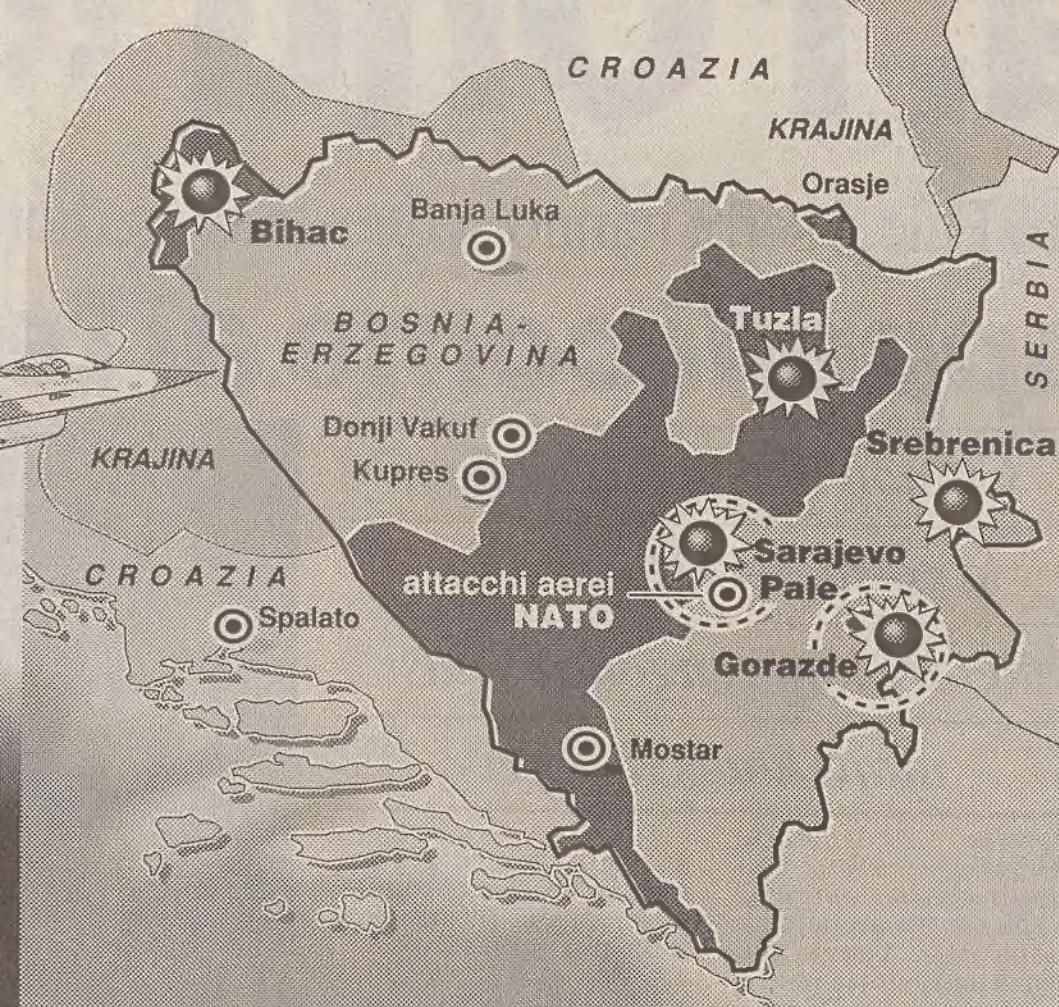 CROAZIA
KRAJINA
Orasje
Banja Luka
Bihac
SERBIA
Tuzla
BOSNIA-
ERZEGOVINA
Donji Vakuf
Srebrenica
KRAJINA
Kupres
Sarajevo
CROAZIA
attacchi aerei
NATO
Pale
Spalato
Gorazde
Mostar